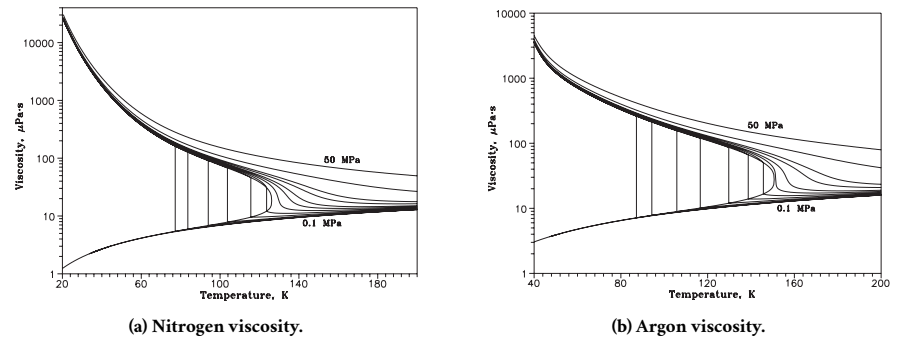 10000
1000
100
10
1
Viscosity, μPa·s
50 MPa
0.1 MPa
20 60 100 140 180
Temperature, K
(a) Nitrogen viscosity.
10000
1000
100
10
1
Viscosity, μPa·s
50 MPa
0.1 MPa
40 80 120 160 200
Temperature, K
(b) Argon viscosity.